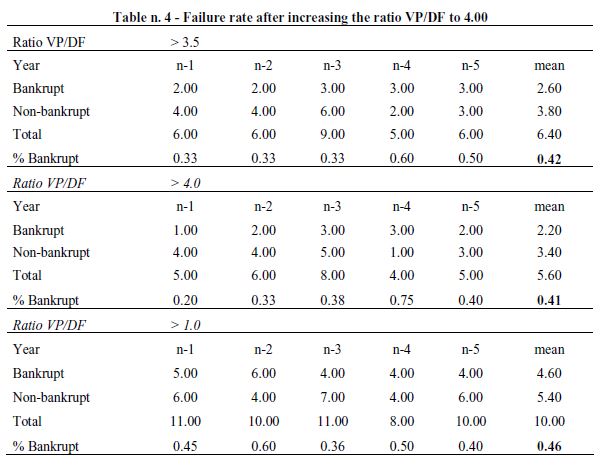 Table n. 4 - Failure rate after increasing the ratio VP/DF to 4.00
Ratio VP/DF > 3.5
Year n-1 n-2 n-3 n-4 n-5 mean
Bankrupt 2.00 2.00 3.00 3.00 3.00 2.60
Non-bankrupt 4.00 4.00 6.00 2.00 3.00 3.80
Total 6.00 6.00 9.00 5.00 6.00 6.40
% Bankrupt 0.33 0.33 0.33 0.60 0.50 0.42
Ratio VP/DF > 4.0
Year n-1 n-2 n-3 n-4 n-5 mean
Bankrupt 1.00 2.00 3.00 3.00 2.00 2.20
Non-bankrupt 4.00 4.00 5.00 1.00 3.00 3.40
Total 5.00 6.00 8.00 4.00 5.00 5.60
% Bankrupt 0.20 0.33 0.38 0.75 0.40 0.41
Ratio VP/DF > 1.0
Year n-1 n-2 n-3 n-4 n-5 mean
Bankrupt 5.00 6.00 4.00 4.00 4.00 4.60
Non-bankrupt 6.00 4.00 7.00 4.00 6.00 5.40
Total 11.00 10.00 11.00 8.00 10.00 10.00
% Bankrupt 0.45 0.60 0.36 0.50 0.40 0.46